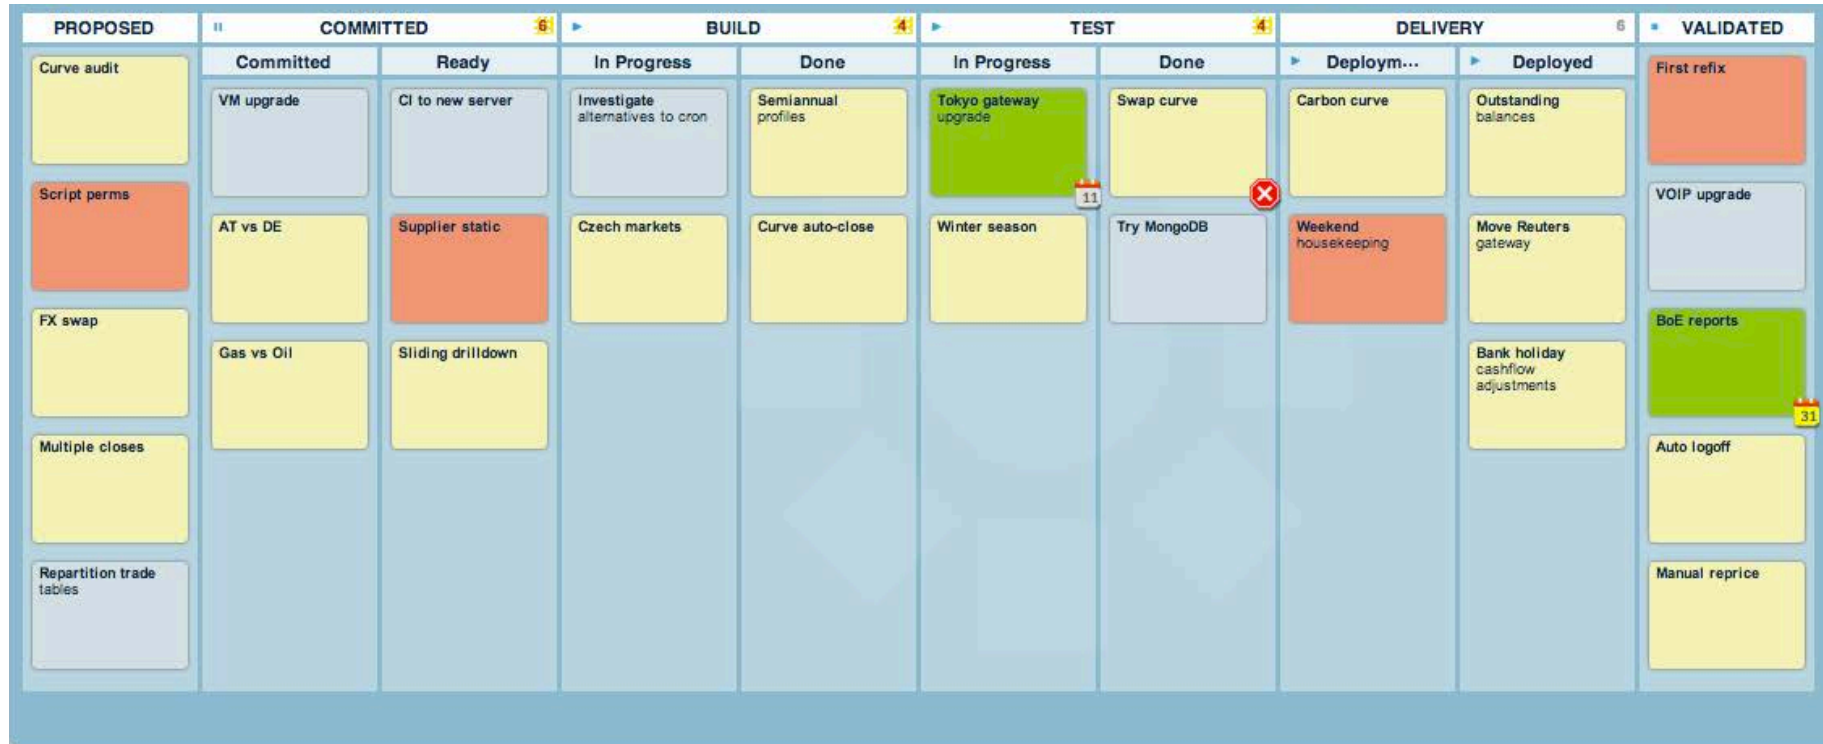 PROPOSED
COMMITTED
6
BUILD
4
TEST
4
DELIVERY
6
VALIDATED
Committed
Ready
In Progress
Done
In Progress
Done
Deploym...
Deployed
Curve audit
Script perms
FX swap
Multiple closes
Repartition trade
tables
VM upgrade
AT vs DE
Gas vs Oil
CI to new server
Supplier static
Sliding drilldown
Investigate
alternatives to cron
Czech markets
Semiannual
profiles
Curve auto-close
Tokyo gateway
upgrade
11
Winter season
Swap curve
Try MongoDB
Carbon curve
Weekend
housekeeping
Outstanding
balances
Move Reuters
gateway
Bank holiday
cashflow
adjustments
First refix
VOIP upgrade
BoE reports
31
Auto logoff
Manual reprice